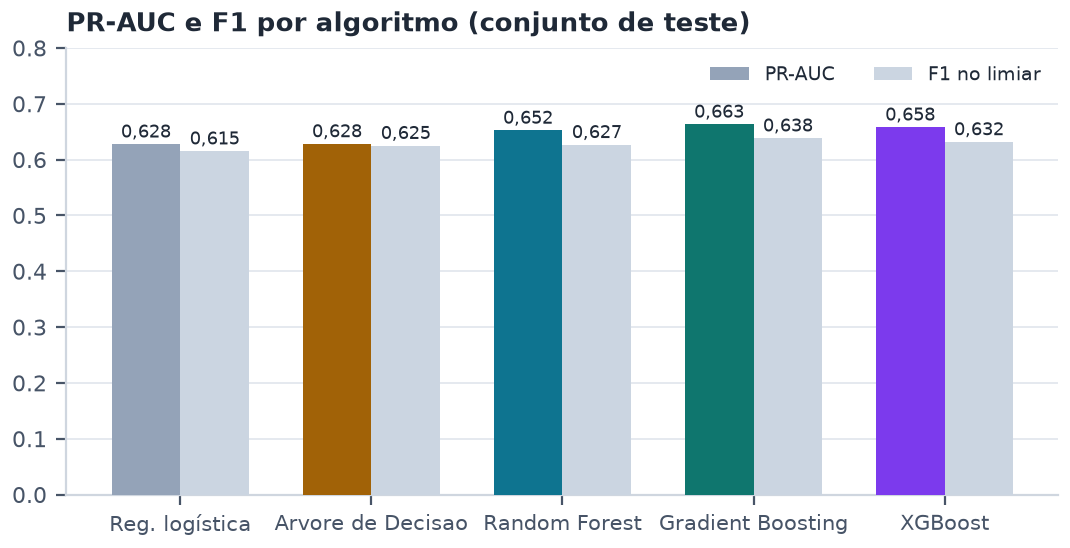 PR-AUC e F1 por algoritmo (conjunto de teste)
0.8
PR-AUC F1 no limiar
0.7
0,628 0,615 0,628 0,625 0,652 0,627 0,663 0,638 0,658 0,632
0.6
0.5
0.4
0.3
0.2
0.1
0.0
Reg. logística Arvore de Decisao Random Forest Gradient Boosting XGBoost